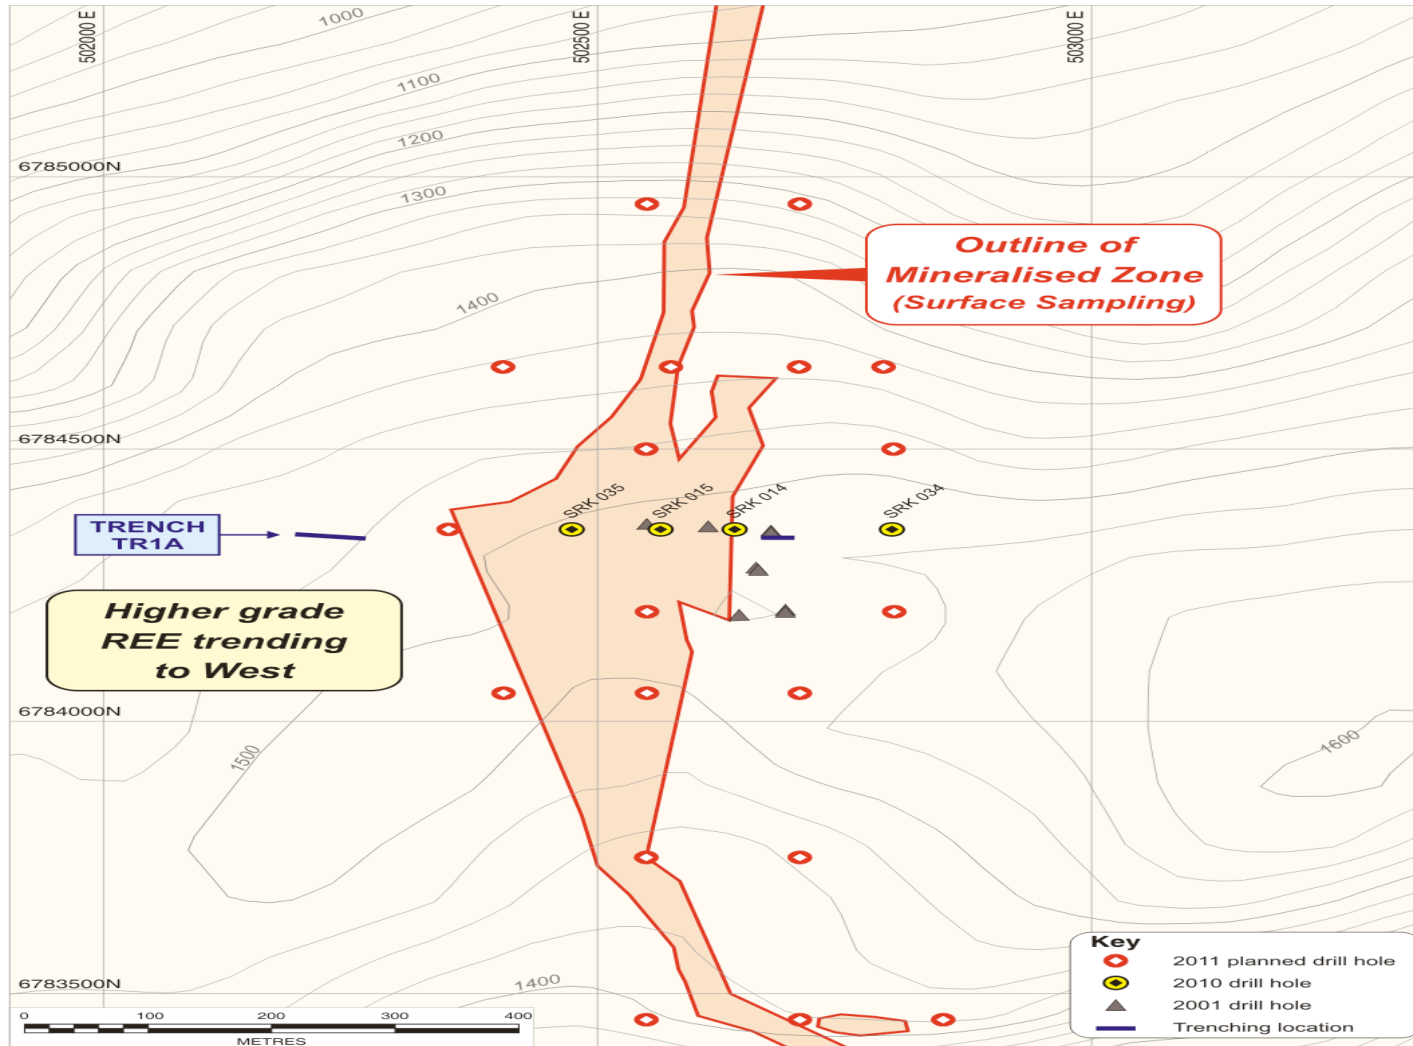 502000 E
502500 E
503000 E
1000
1100
1200
6785000N
1300
Outline of
Mineralised Zone
(Surface Sampling)
1400
6784500N
SRK 035
SRK 015
SRK 014
SRK 034
TRENCH
TR1A
Higher grade
REE trending
to West
6784000N
1500
1600
Key
2011 planned drill hole
2010 drill hole
2001 drill hole
Trenching location
1400
6783500N
0 100 200 300 400
METRES